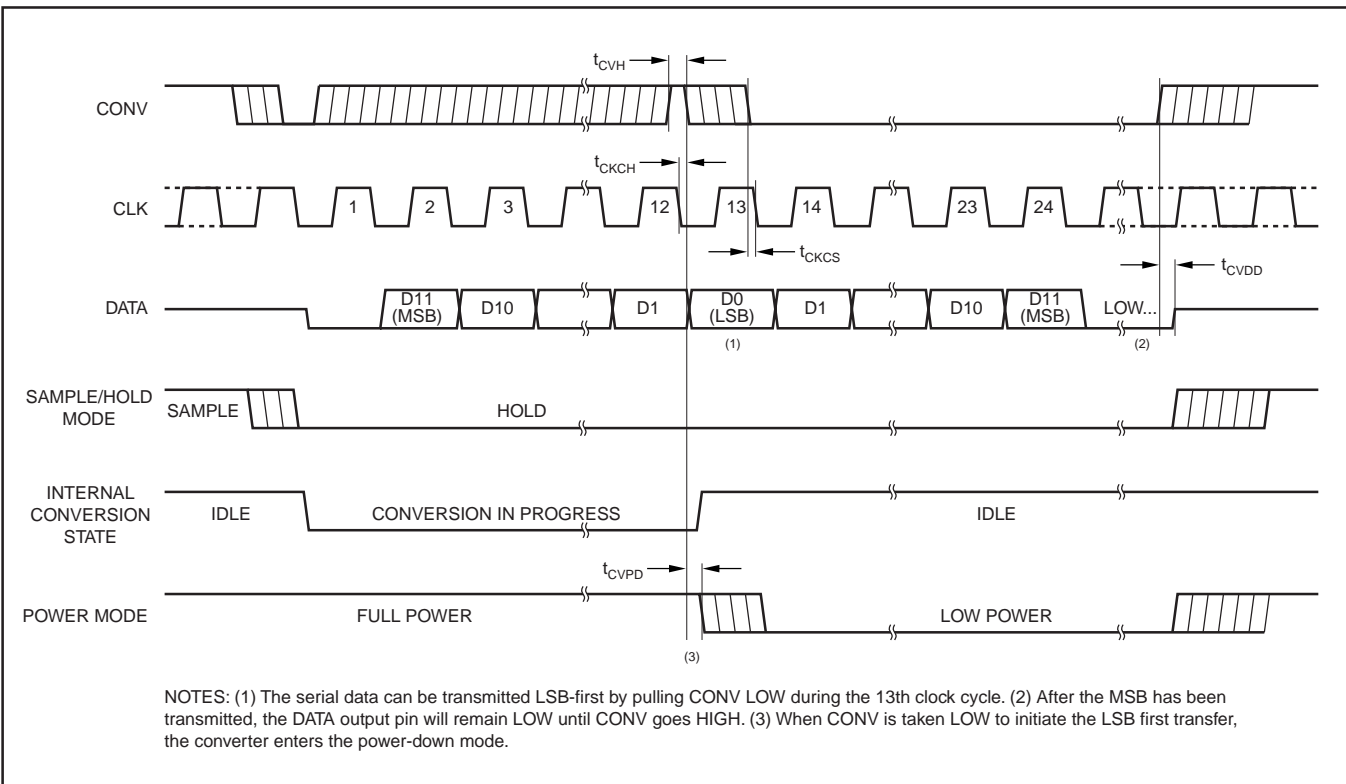 tCVH
CONV
tCKCH
CLK
1
2
3
12
13
14
23
24
tCKCS
tCVDD
DATA
D11
(MSB)
D10
D1
D0
(LSB)
D1
D10
D11
(MSB)
LOW...
(1)
(2)
SAMPLE/HOLD
MODE
SAMPLE
HOLD
INTERNAL
CONVERSION
STATE
IDLE
CONVERSION IN PROGRESS
IDLE
tCVPD
POWER MODE
FULL POWER
LOW POWER
(3)
NOTES: (1) The serial data can be transmitted LSB-first by pulling CONV LOW during the 13th clock cycle. (2) After the MSB has been
transmitted, the DATA output pin will remain LOW until CONV goes HIGH. (3) When CONV is taken LOW to initiate the LSB first transfer,
the converter enters the power-down mode.